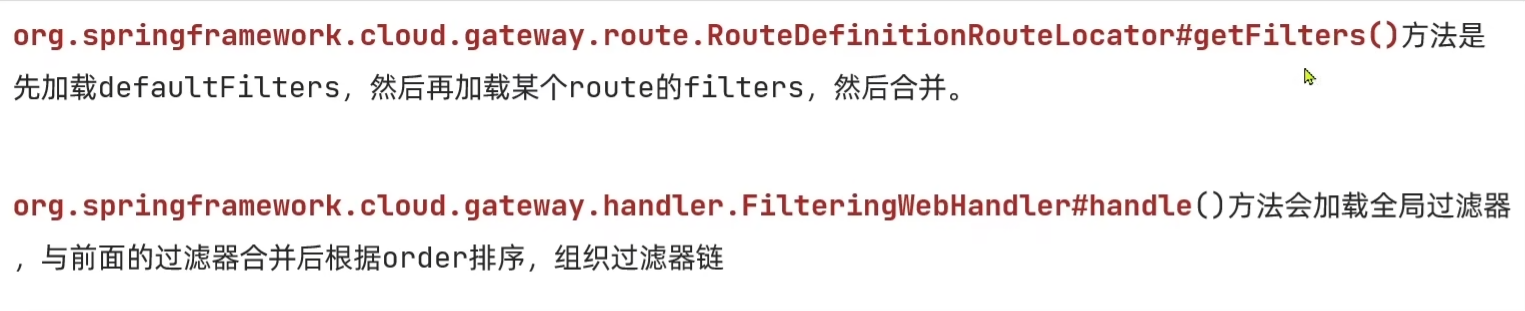 org.springframework.cloud.gateway.route.RouteDefinitionRouteLocator#getFilters()方法是
先加载defaultFilters，然后再加载某个route的filters，然后合并。
org.springframework.cloud.gateway.handler.FilteringWebHandler#handle()方法会加载全局过滤器
，与前面的过滤器合并后根据order排序，组织过滤器链